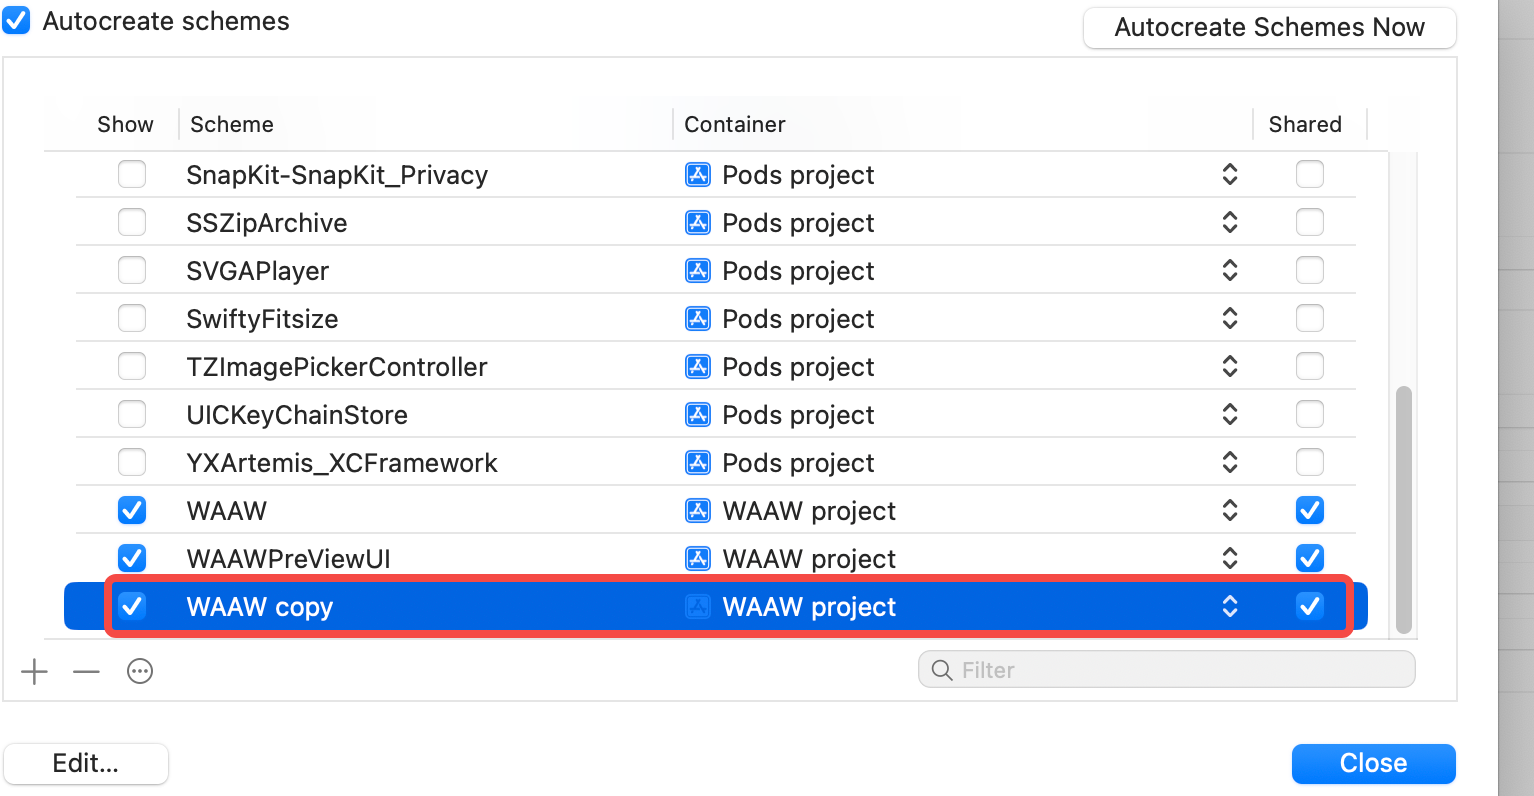 Autocreate schemes
Autocreate Schemes Now
Show Scheme Container Shared
SnapKit-SnapKit_Privacy Pods project
SSZipArchive Pods project
SVGAPlayer Pods project
SwiftyFitsize Pods project
TZImagePickerController Pods project
UICKeyChainStore Pods project
YXArtemis_XCFramework Pods project
WAAW WAAW project
WAAWPreViewUI WAAW project
WAAW copy WAAW project
Filter
Edit...
Close